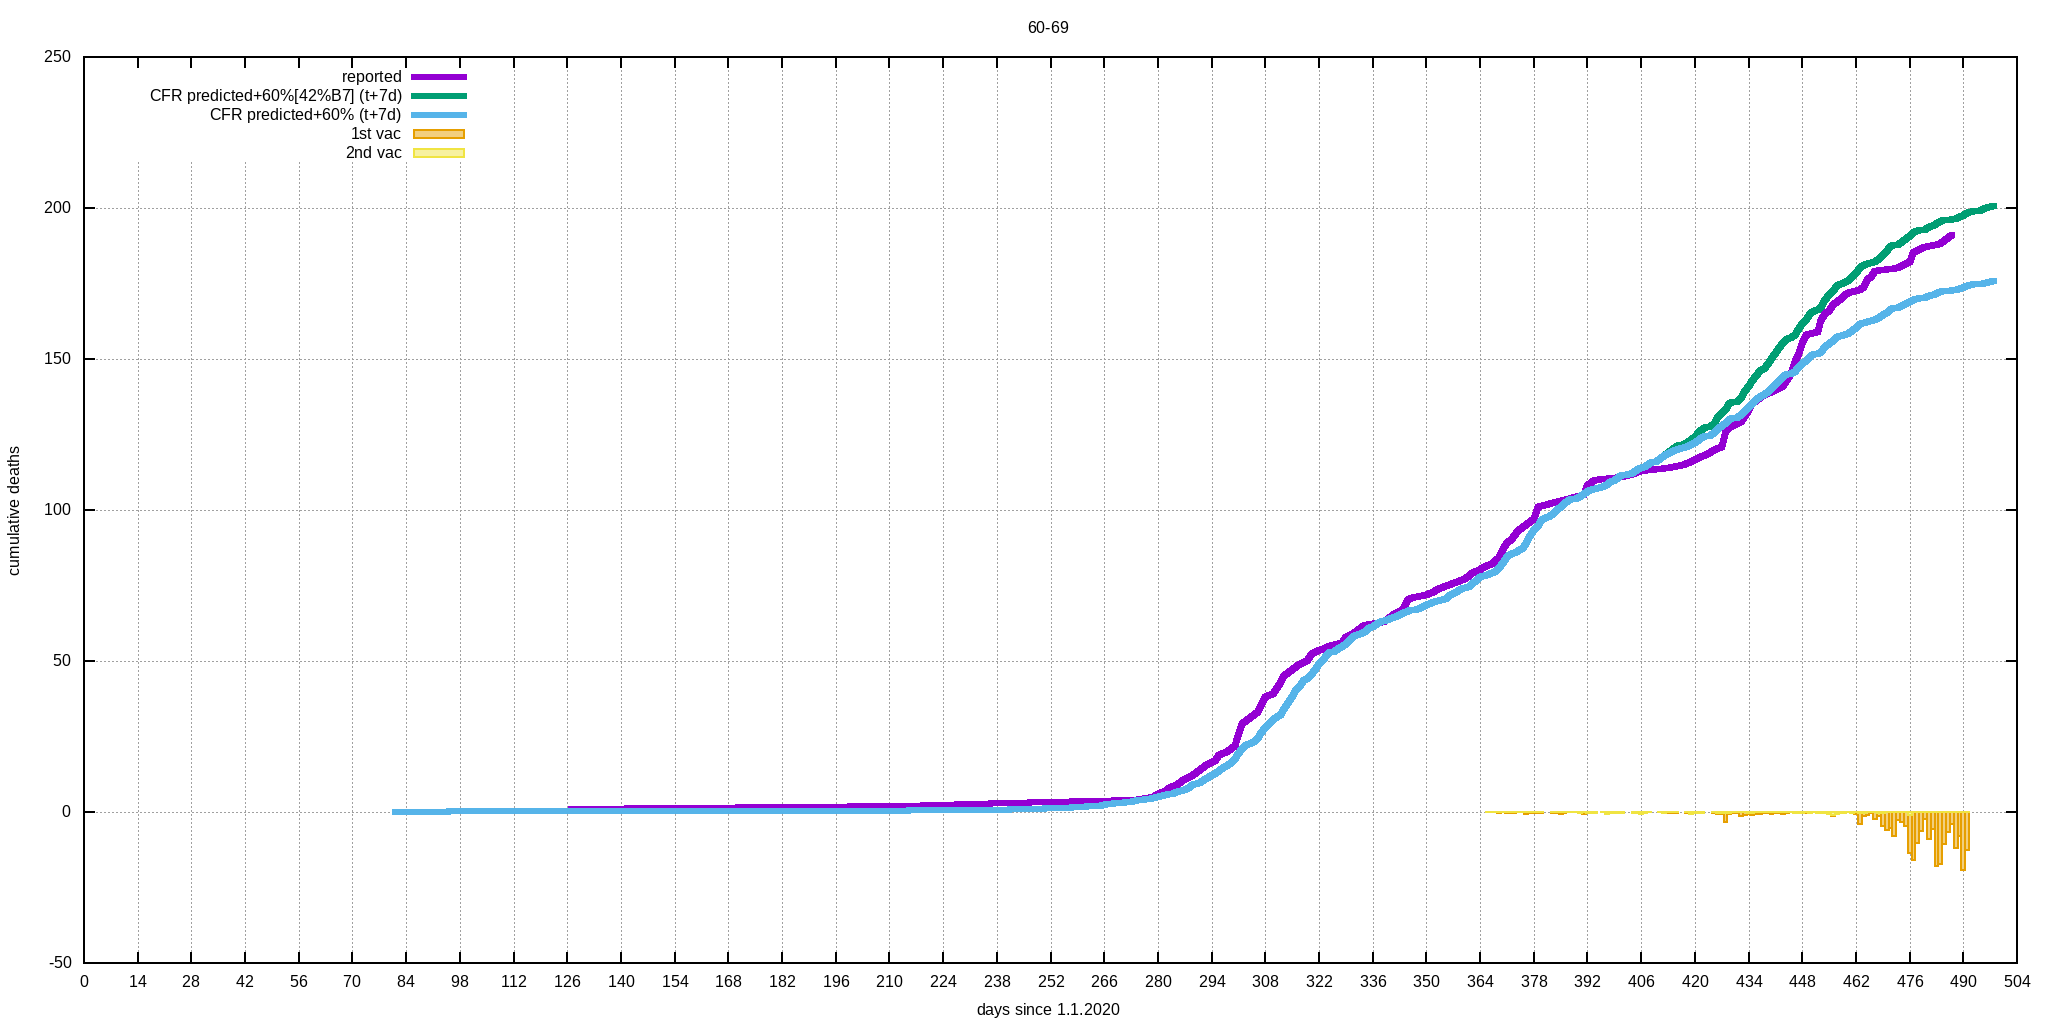 60-69
250
200
150
100
50
0
-50
reported
CFR predicted+60%[42%B7] (t+7d)
CFR predicted+60% (t+7d)
1st vac
2nd vac
cumulative deaths
0 14 28 42 56 70 84 98 112 126 140 154 168 182 196 210 224 238 252 266 280 294 308 322 336 350 364 378 392 406 420 434 448 462 476 490 504
days since 1.1.2020